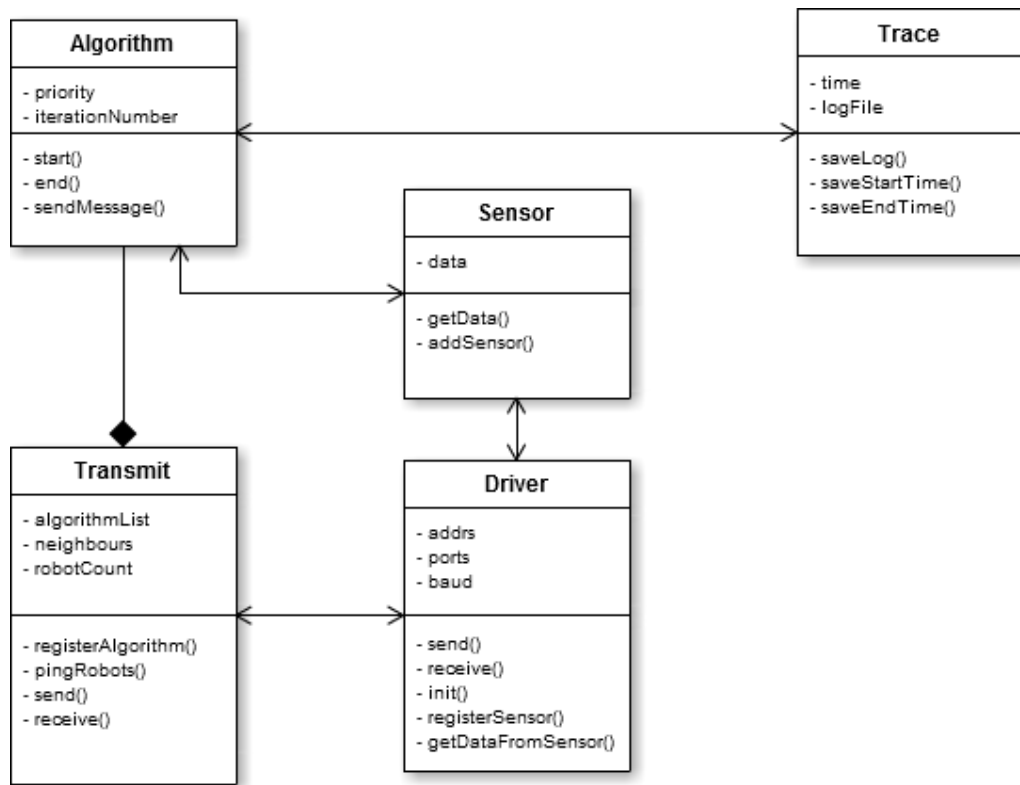 Algorithm
- priority
- iterationNumber
- start()
- end()
- sendMessage()
Trace
- time
- logFile
- saveLog()
- saveStartTime()
- saveEndTime()
Sensor
- data
- getData()
- addSensor()
Transmit
- algorithmList
- neighbours
- robotCount
- registerAlgorithm()
- pingRobots()
- send()
- receive()
Driver
- addrs
- ports
- baud
- send()
- receive()
- init()
- registerSensor()
- getDataFromSensor()